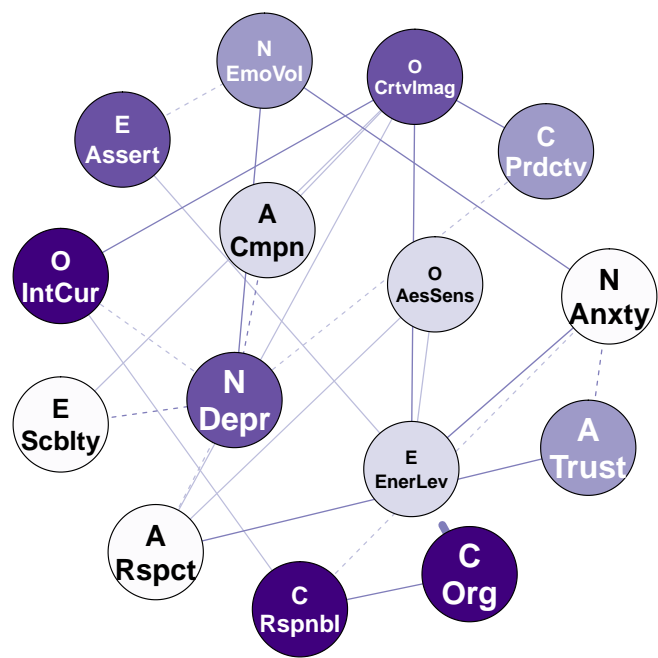 N
EmoVol
O
CrtvImag
E
Assert
C
Prdctv
A
Cmpn
O
IntCur
O
AesSens
N
Anxty
N
Depr
E
Scblty
A
Trust
E
EnerLev
A
Rspct
C
Org
C
Rspnbl